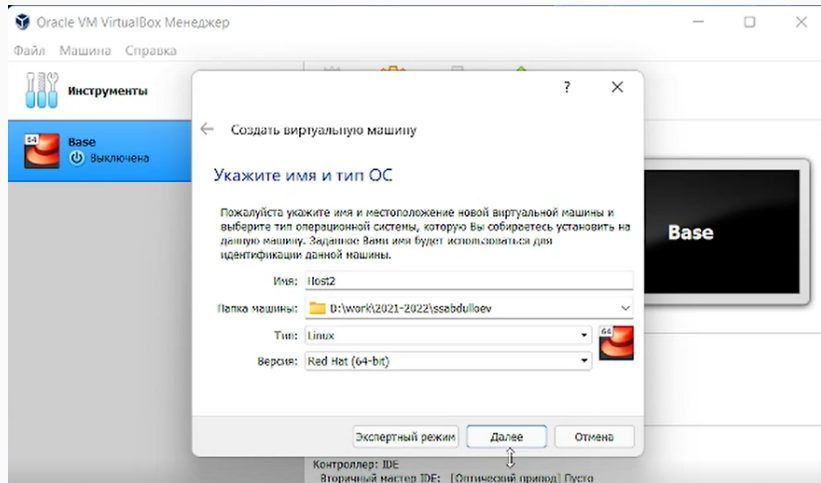 Oracle VM VirtualBox Менеджер
Файл Машина Справка
Инструменты
64
Base
Выключена
?
Создать виртуальную машину
Укажите имя и тип ОС
Пожалуйста укажите имя и местоположение новой виртуальной машины и
выберите тип операционной системы, которую Вы собираетесь установить на
данную машину. Заданное Вами имя будет использоваться для
идентификации данной машины.
Имя: Host2
Папка машины: D:\work\2021-2022\ssabdulloev
Тип: Linux
64
Версия: Red Hat (64-bit)
Экспертный режим Далее Отмена
Base
Контроллер: IDE
Вторичный мастер IDE: [Оптический привод] Пусто